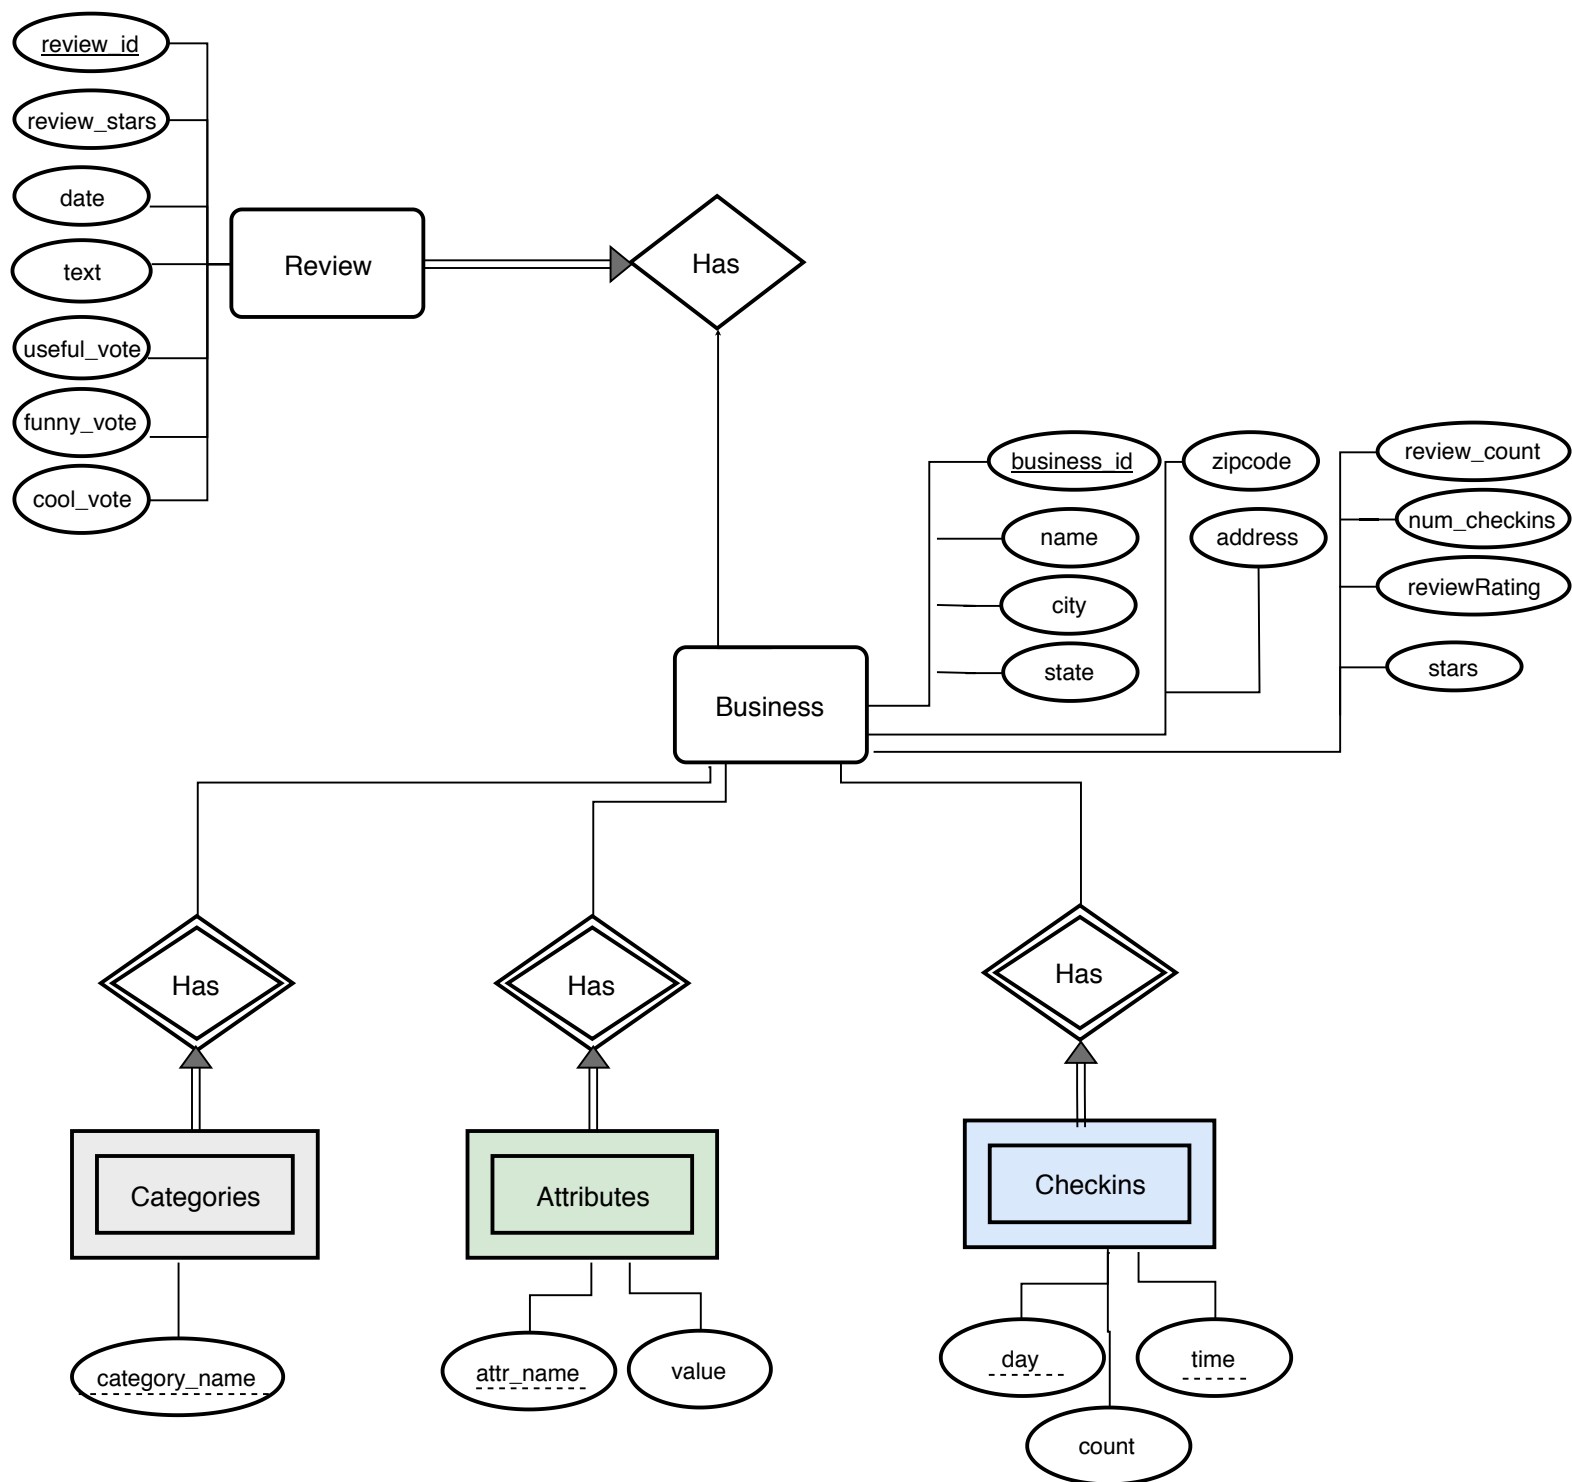 review_id
review_stars
date
text
useful_vote
funny_vote
cool_vote
Review
Has
business_id
name
city
state
zipcode
address
review_count
num_checkins
reviewRating
stars
Business
Has
Has
Has
Categories
Attributes
Checkins
category_name
attr_name
value
day
time
count